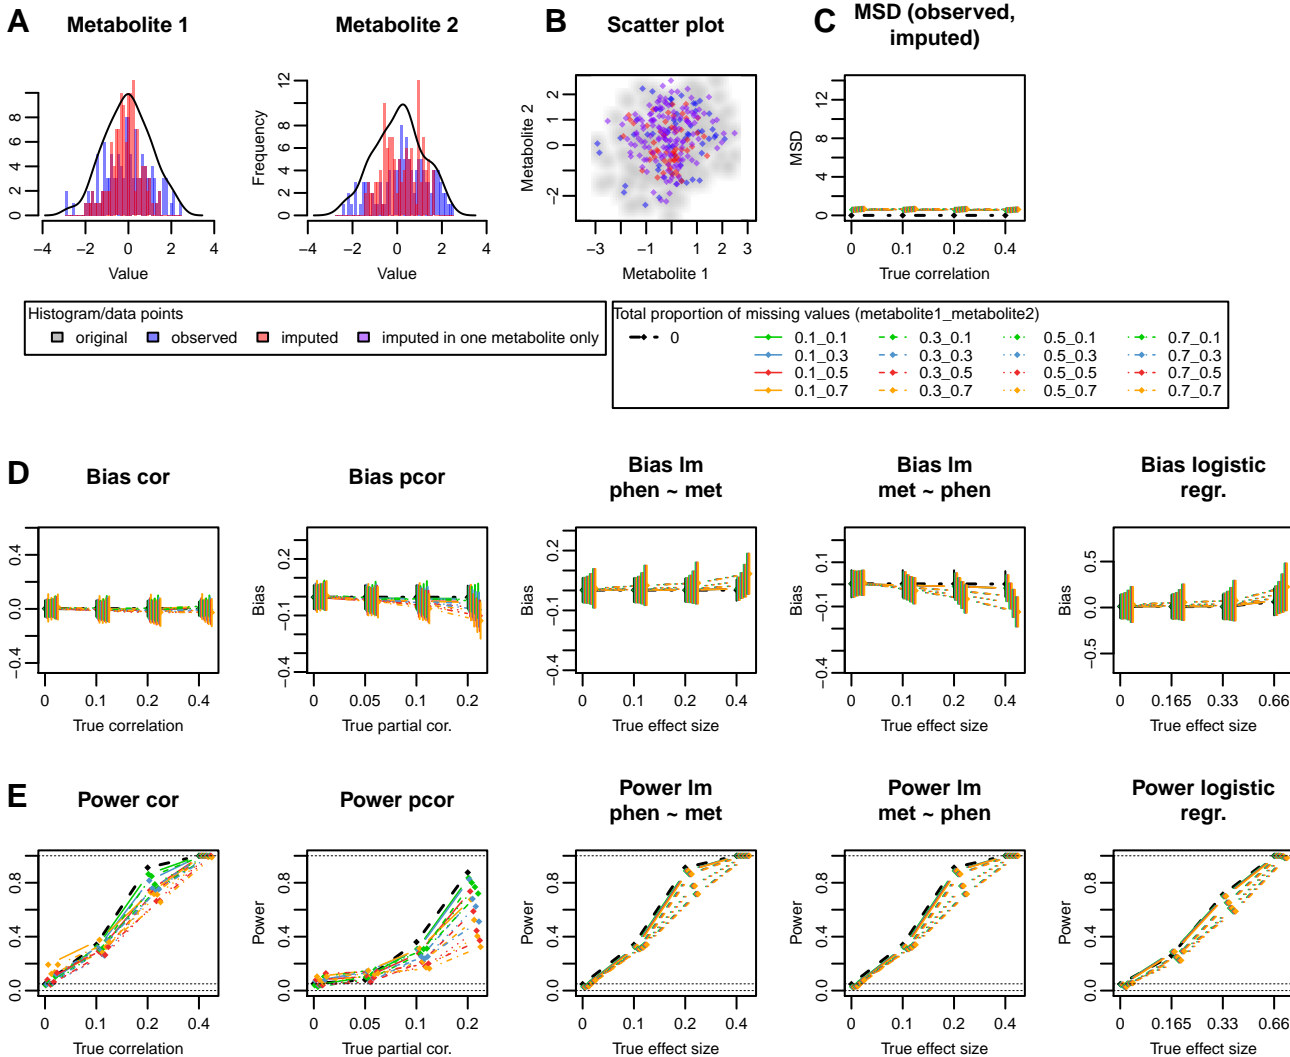 A
Metabolite 1
Metabolite 2
B
Scatter plot
C
MSD (observed,
imputed)
0 2 4 6 8
−4 −2 0 2 4
Value
Frequency
0 2 4 6 8 10 12
−4 −2 0 2 4
Value
Metabolite 2
−2 0 1 2
−3 −1 0 1 2 3
Metabolite 1
MSD
0 4 8 12
0 0.1 0.2 0.4
True correlation
Histogram/data points
original observed imputed imputed in one metabolite only
Total proportion of missing values (metabolite1_metabolite2)
0 0.1_0.1 0.3_0.1 0.5_0.1 0.7_0.1
0.1_0.3 0.3_0.3 0.5_0.3 0.7_0.3
0.1_0.5 0.3_0.5 0.5_0.5 0.7_0.5
0.1_0.7 0.3_0.7 0.5_0.7 0.7_0.7
D
Bias cor
Bias pcor
Bias lm
phen ~ met
Bias lm
met ~ phen
Bias logistic
regr.
Bias
−0.4 0.0 0.4
0 0.1 0.2 0.4
True correlation
Bias
−0.4 −0.1 0.2
0 0.05 0.1 0.2
True partial cor.
Bias
−0.4 −0.1 0.2
0 0.1 0.2 0.4
True effect size
Bias
−0.4 −0.1 0.1
0 0.1 0.2 0.4
True effect size
Bias
−0.5 0.0 0.5
0 0.165 0.33 0.66
True effect size
E
Power cor
Power pcor
Power lm
phen ~ met
Power lm
met ~ phen
Power logistic
regr.
Power
0.0 0.4 0.8
0 0.1 0.2 0.4
True correlation
Power
0.0 0.4 0.8
0 0.05 0.1 0.2
True partial cor.
Power
0.0 0.4 0.8
0 0.1 0.2 0.4
True effect size
Power
0.0 0.4 0.8
0 0.1 0.2 0.4
True effect size
Power
0.0 0.4 0.8
0 0.165 0.33 0.66
True effect size